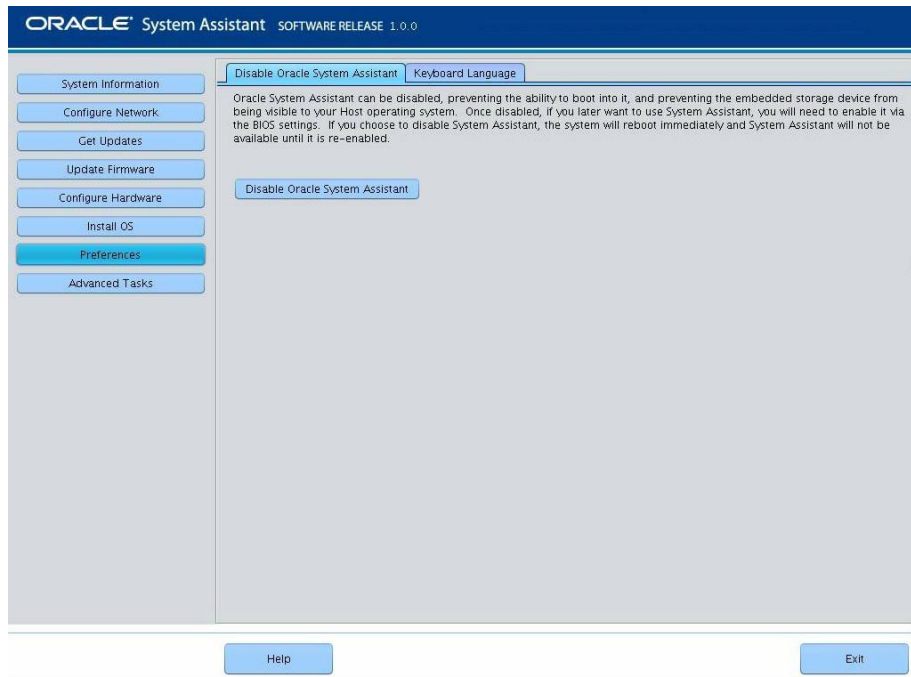 ORACLE® System Assistant SOFTWARE RELEASE 1.0.0
System Information
Configure Network
Get Updates
Update Firmware
Configure Hardware
Install OS
Preferences
Advanced Tasks
Disable Oracle System Assistant Keyboard Language
Oracle System Assistant can be disabled, preventing the ability to boot into it, and preventing the embedded storage device from
being visible to your Host operating system. Once disabled, if you later want to use System Assistant, you will need to enable it via
the BIOS settings. If you choose to disable System Assistant, the system will reboot immediately and System Assistant will not be
available until it is re-enabled.
Disable Oracle System Assistant
Help
Exit